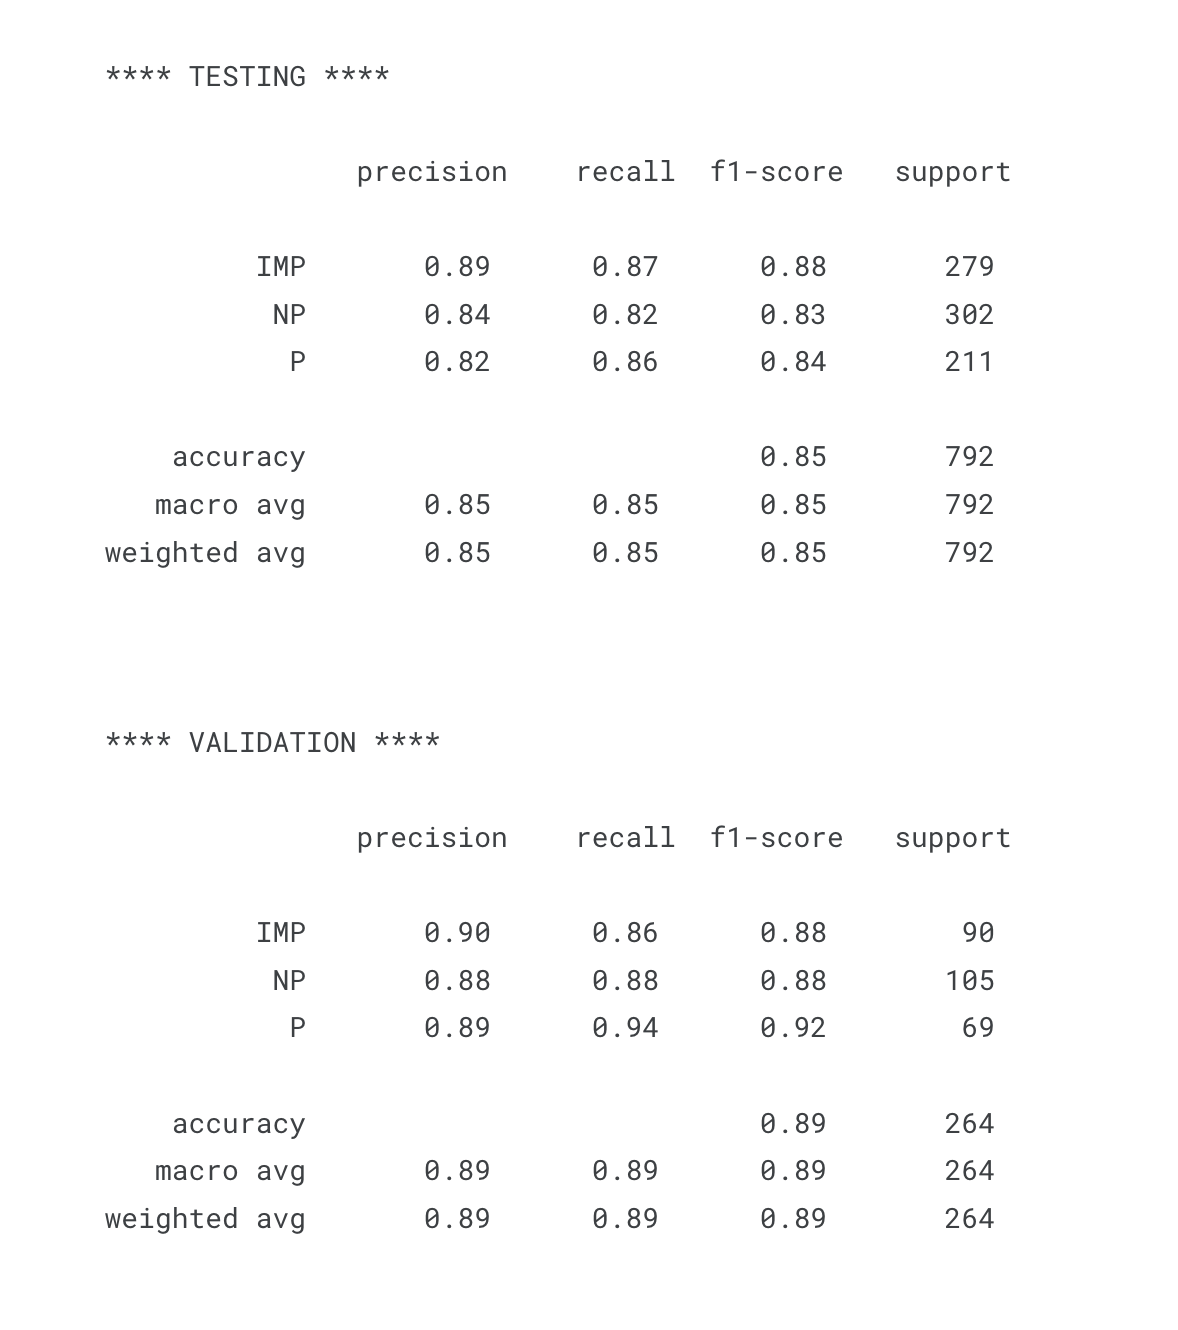 **** TESTING ****
precision recall f1-score support
IMP 0.89 0.87 0.88 279
NP 0.84 0.82 0.83 302
P 0.82 0.86 0.84 211
accuracy 0.85 792
macro avg 0.85 0.85 0.85 792
weighted avg 0.85 0.85 0.85 792
**** VALIDATION ****
precision recall f1-score support
IMP 0.90 0.86 0.88 90
NP 0.88 0.88 0.88 105
P 0.89 0.94 0.92 69
accuracy 0.89 264
macro avg 0.89 0.89 0.89 264
weighted avg 0.89 0.89 0.89 264